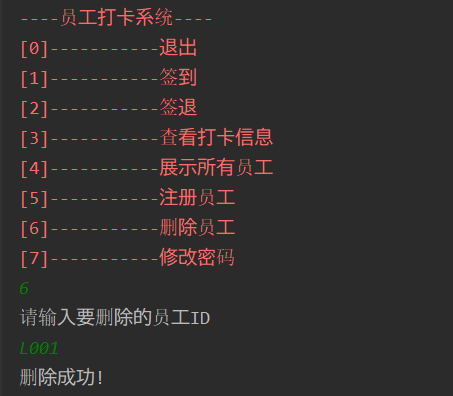 ----员工打卡系统----
[0]-----------退出
[1]-----------签到
[2]-----------签退
[3]-----------查看打卡信息
[4]-----------展示所有员工
[5]-----------注册员工
[6]-----------删除员工
[7]-----------修改密码
6
请输入要删除的员工ID
L001
删除成功!